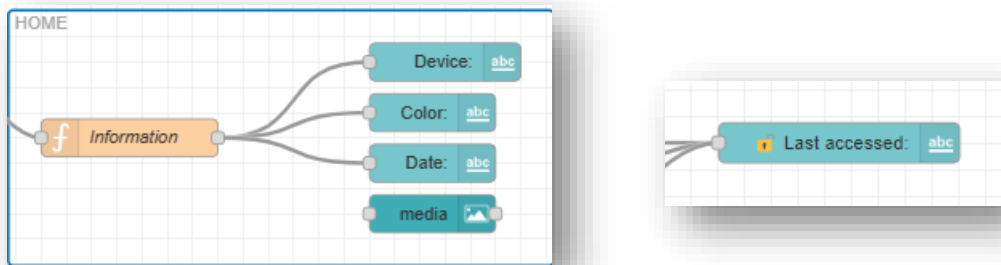 HOME
Device: abc
Information
Color: abc
Date: abc
media
Last accessed: abc